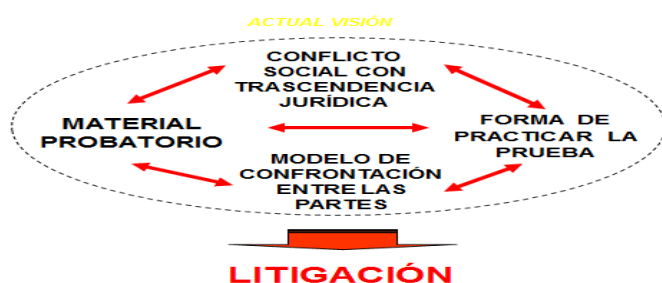 ACTUAL VISIÓN
CONFLICTO
SOCIAL CON
TRASCENDENCIA
JURÍDICA
MATERIAL
PROBATORIO
FORMA DE
PRACTICAR LA
PRUEBA
MODELO DE
CONFRONTACIÓN
ENTRE LAS
PARTES
LITIGACIÓN